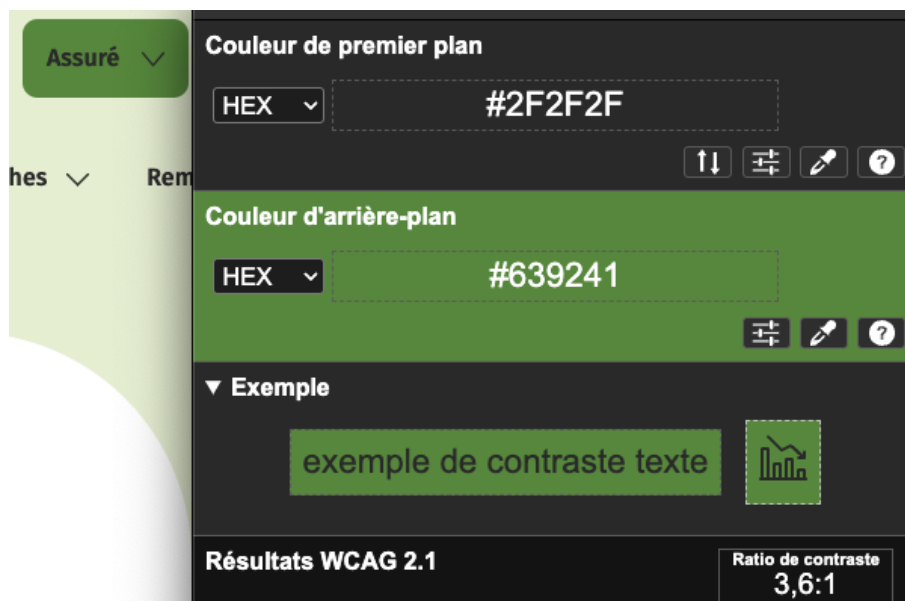 Assuré
hes
Rem
Couleur de premier plan
HEX
#2F2F2F
?
Couleur d'arrière-plan
HEX
#639241
?
▼ Exemple
exemple de contraste texte
Résultats WCAG 2.1
Ratio de contraste
3,6:1